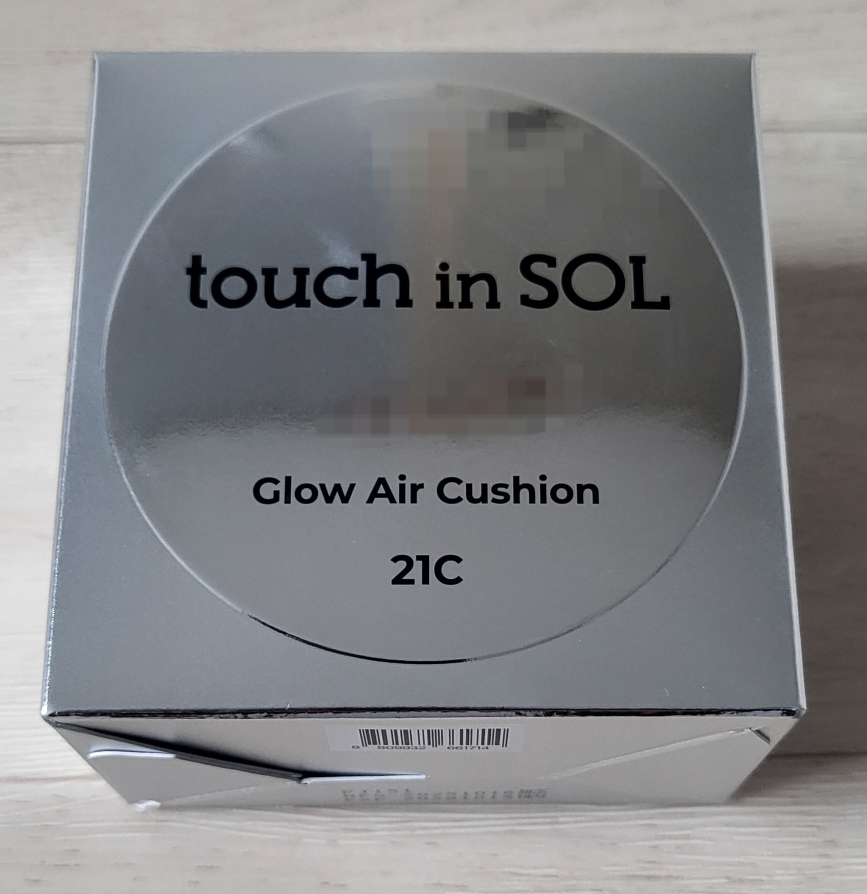 touch in SOL
Glow Air Cushion
21C